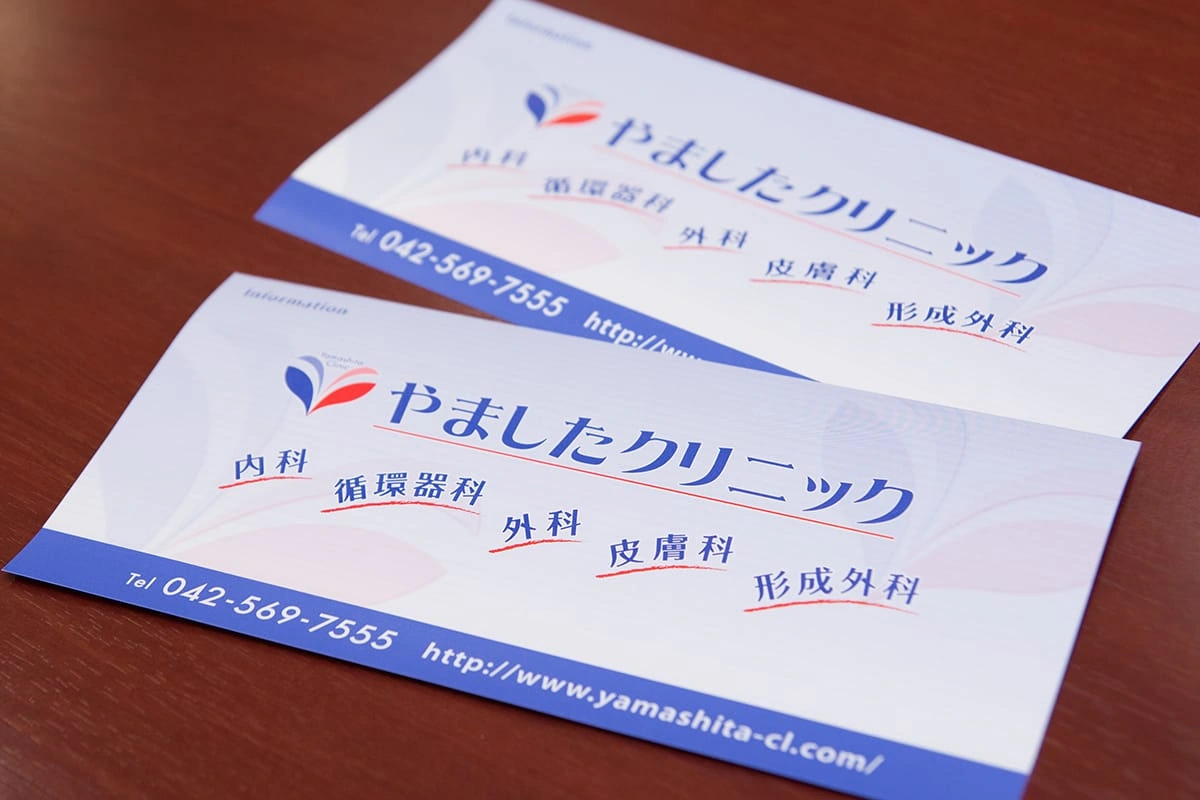 Information
やましたクリニック
内科 循環器科 外科 皮膚科 形成外科
Tel 042-569-7555 http://www
Information
Yamashita
Clinic
やましたクリニック
内科 循環器科 外科 皮膚科 形成外科
Tel 042-569-7555 http://www.yamashita-cl.com/